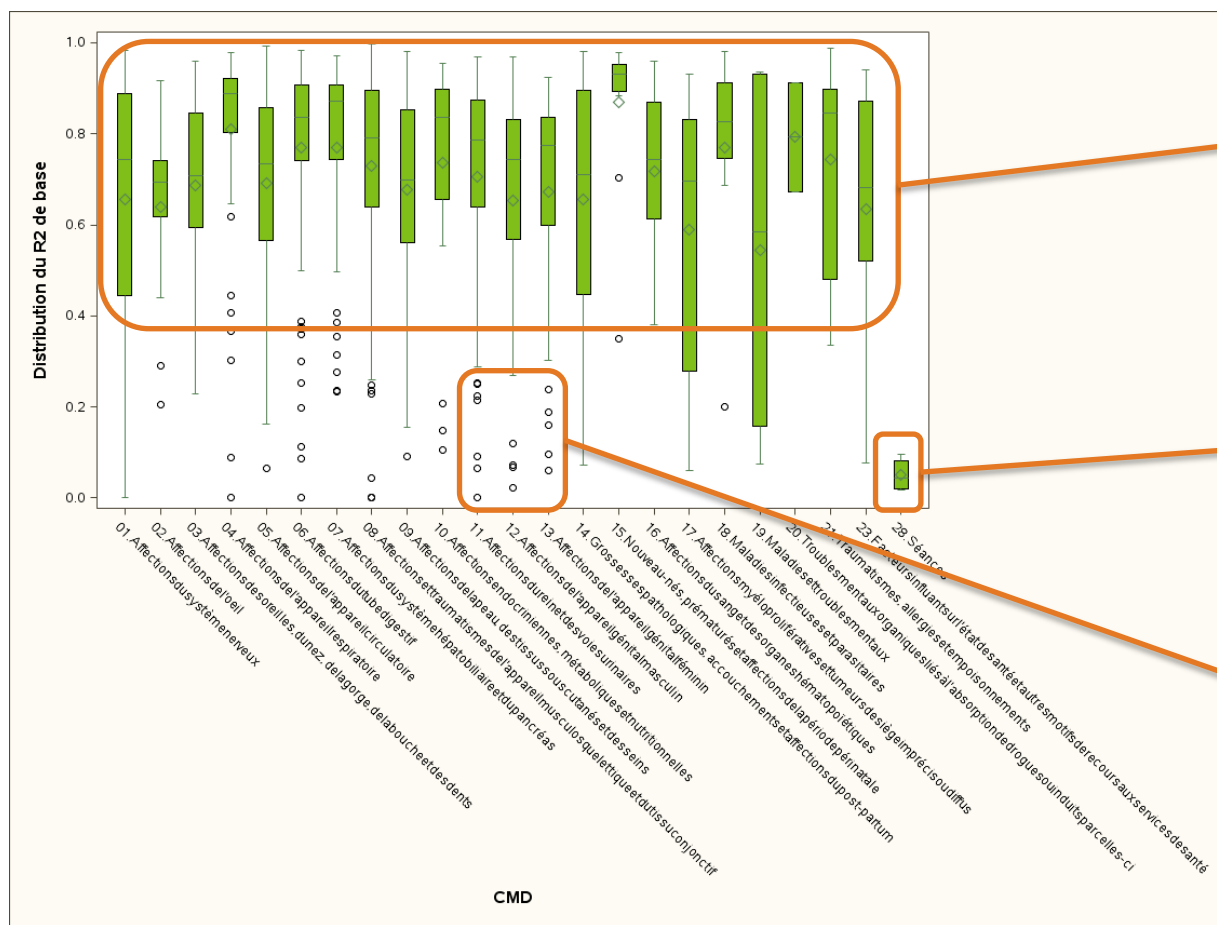 1.0
0.8
0.6
0.4
0.2
0.0
Distribution du R2 de base
01.Affectionsdusystèmenerveux
02.Affectionsdel'oeil
03.Affectionsdesoreilles,dunez,delagorge,delaboucheetdesdents
04.Affectionsdel'appareilrespiratoire
05.Affectionsdel'appareilcirculatoire
06.Affectionsdutubedigestif
07.Affectionsdusystèmehépatobiliaireetdupancréas
08.Affectionsettraumatismesdel'appareilmusculosquelettiqueetdutissuconjonctif
09.Affectionsdelapeau,destissussouscutanésetdesseins
10.Affectionsendocriniennes,métaboliquesetnutritionnelles
11.Affectionsdureinetdesvoiesurinaires
12.Affectionsdel'appareilgénitalmasculin
13.Affectionsdel'appareilgénitalféminin
14.Grossessespathologiques,accouchementsetaffectionsdupost-partum
15.Nouveau-nés,prématurésetaffectionsdelapériodepérinatale
16.Affectionsdusangetdesorganeshématopoïétiques
17.Affectionsmyéloprolifératives​ettumeursdesiègeimprécisoudiffus
18.Maladiesinfectieusesetparasitaires
19.Maladiesettroublesmentaux
20.Troublesmentauxorganiquesliésàl'absorptiondedroguesouinduitsparcelles-ci
21.Traumatismes,allergiesetempoisonnements
23.Facteursinfluantsurl'étatdesantéetautresmotifsderecoursauxservicesdesanté
28.Séances
CMD